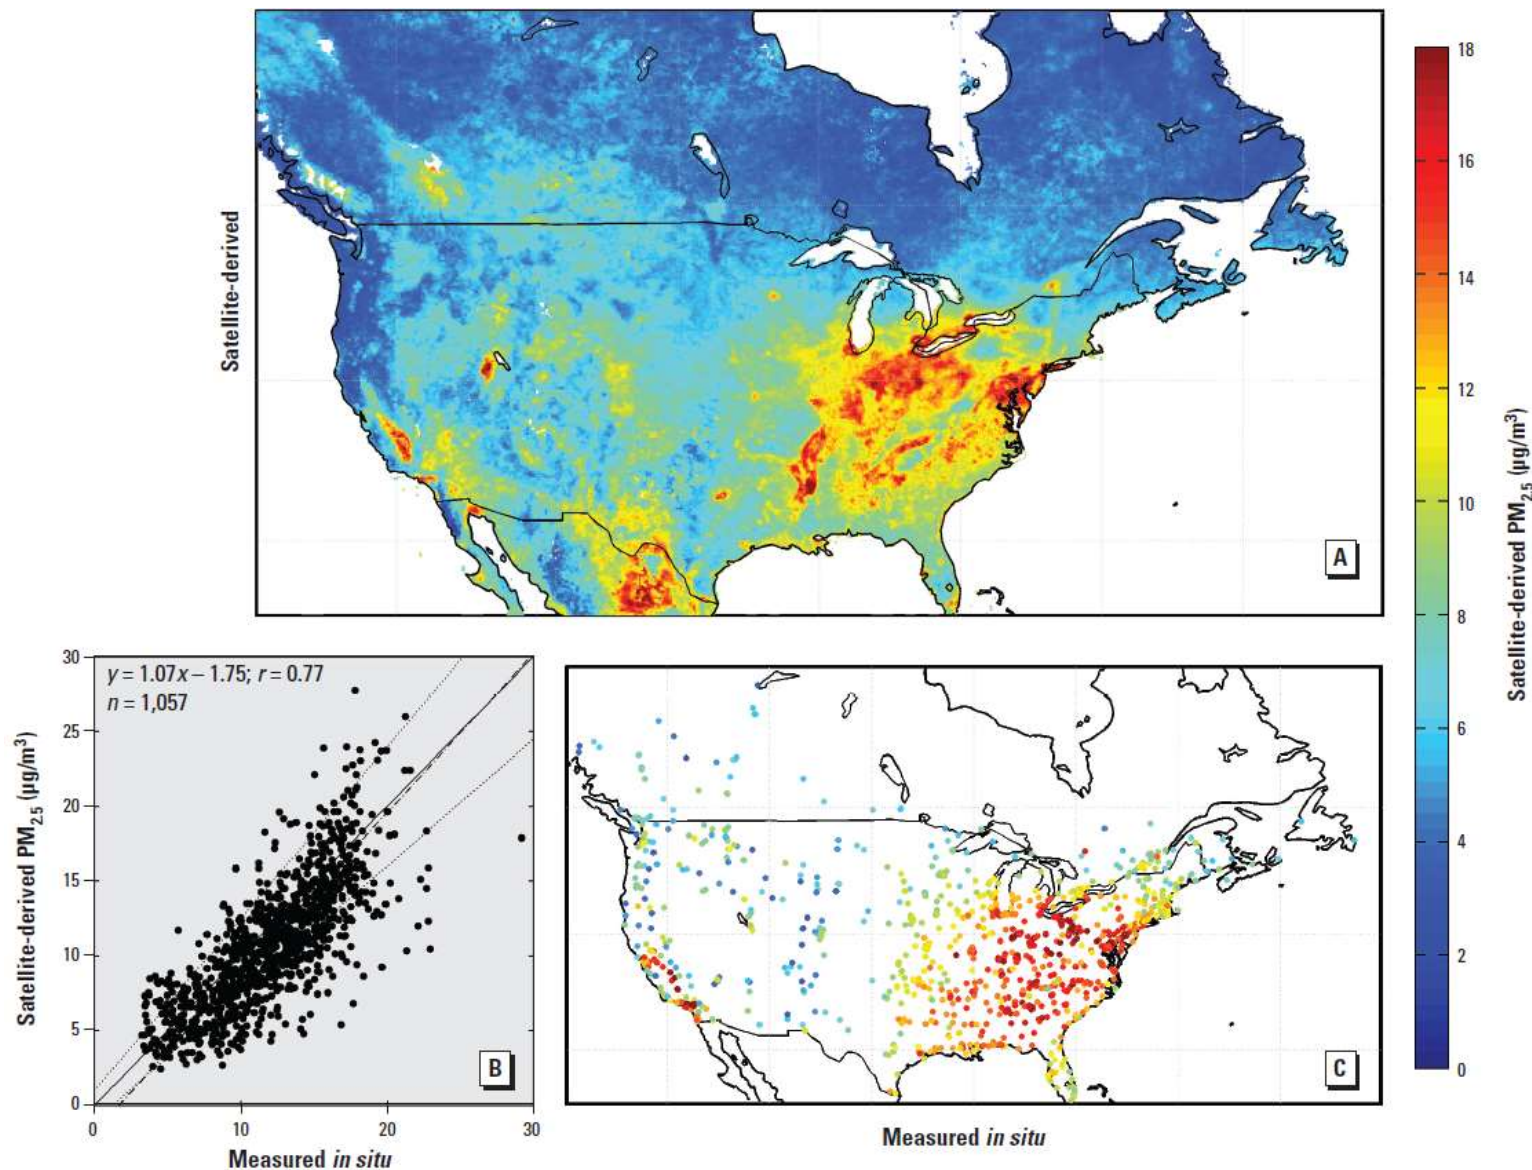 Satellite-derived
A
18
16
14
12
10
8
6
4
2
0
Satellite-derived PM2.5 (µg/m3)
y = 1.07x – 1.75; r = 0.77
n = 1,057
30
25
20
15
10
5
0
Satellite-derived PM2.5 (µg/m3)
B
0 10 20 30
Measured in situ
C
Measured in situ